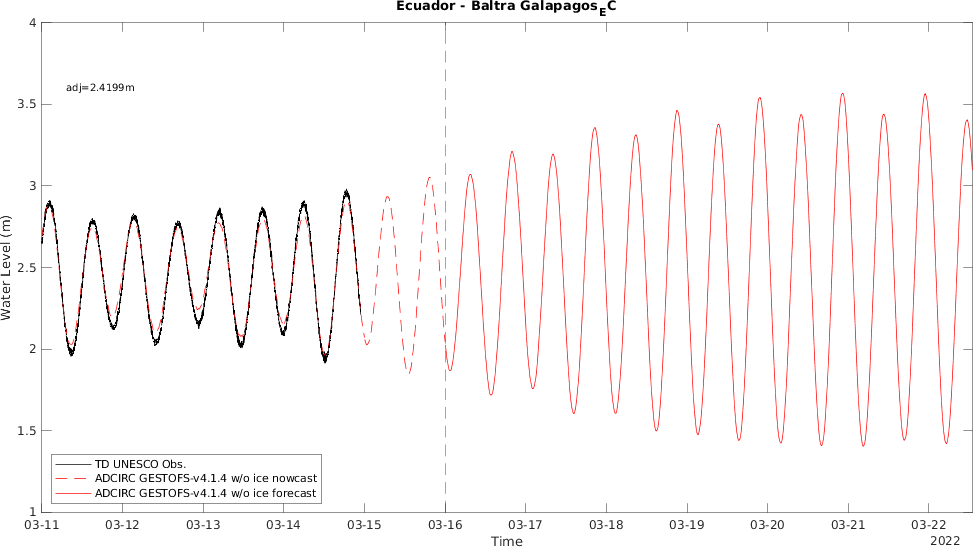 Ecuador - Baltra Galapagos_EC
4
adj=2.4199m
3.5
3
2.5
2
1.5
1
Water Level (m)
TD UNESCO Obs.
ADCIRC GESTOFS-v4.1.4 w/o ice nowcast
ADCIRC GESTOFS-v4.1.4 w/o ice forecast
03-11 03-12 03-13 03-14 03-15 03-16 03-17 03-18 03-19 03-20 03-21 03-22
Time
2022